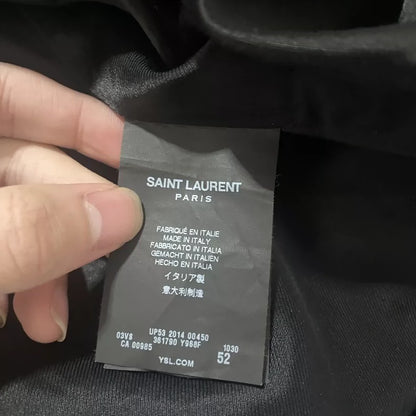 SAINT LAURENT
PARIS
FABRIQUÉ EN ITALIE
MADE IN ITALY
FABBRICATO IN ITALIA
GEMACHT IN ITALIEN
HECHO EN ITALIA
イタリア製
意大利制造
UP53 2014 00450 1030
03V8 361790 Y968F 52
CA 00985
YSL.COM